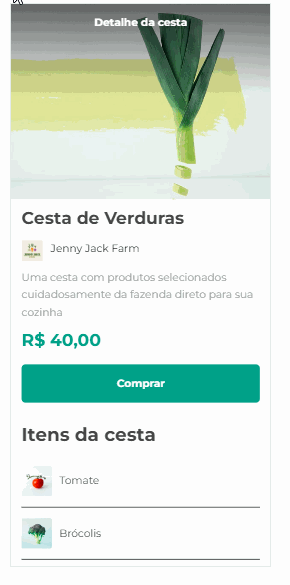 Detalhe da cesta
Cesta de Verduras
Jenny Jack Farm
Uma cesta com produtos selecionados
cuidadosamente da fazenda direto para sua
cozinha
R$ 40,00
Comprar
Itens da cesta
Tomate
Brócolis